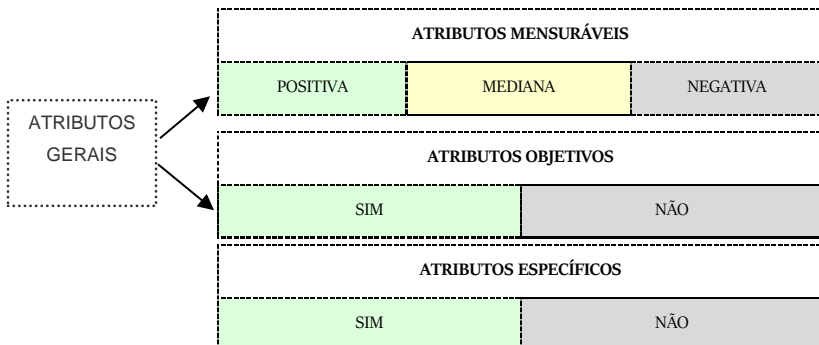 ATRIBUTOS MENSURÁVEIS
POSITIVA MEDIANA NEGATIVA
ATRIBUTOS
GERAIS
ATRIBUTOS OBJETIVOS
SIM NÃO
ATRIBUTOS ESPECÍFICOS
SIM NÃO